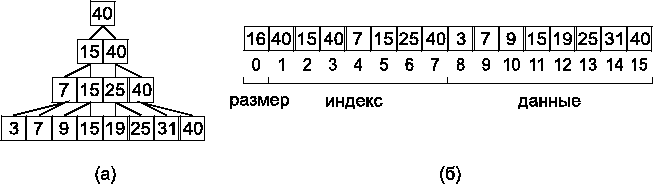 40
15 40
7 15 25 40
3 7 9 15 19 25 31 40
(а)
16 40 15 40 7 15 25 40 3 7 9 15 19 25 31 40
0 1 2 3 4 5 6 7 8 9 10 11 12 13 14 15
размер индекс данные
(б)